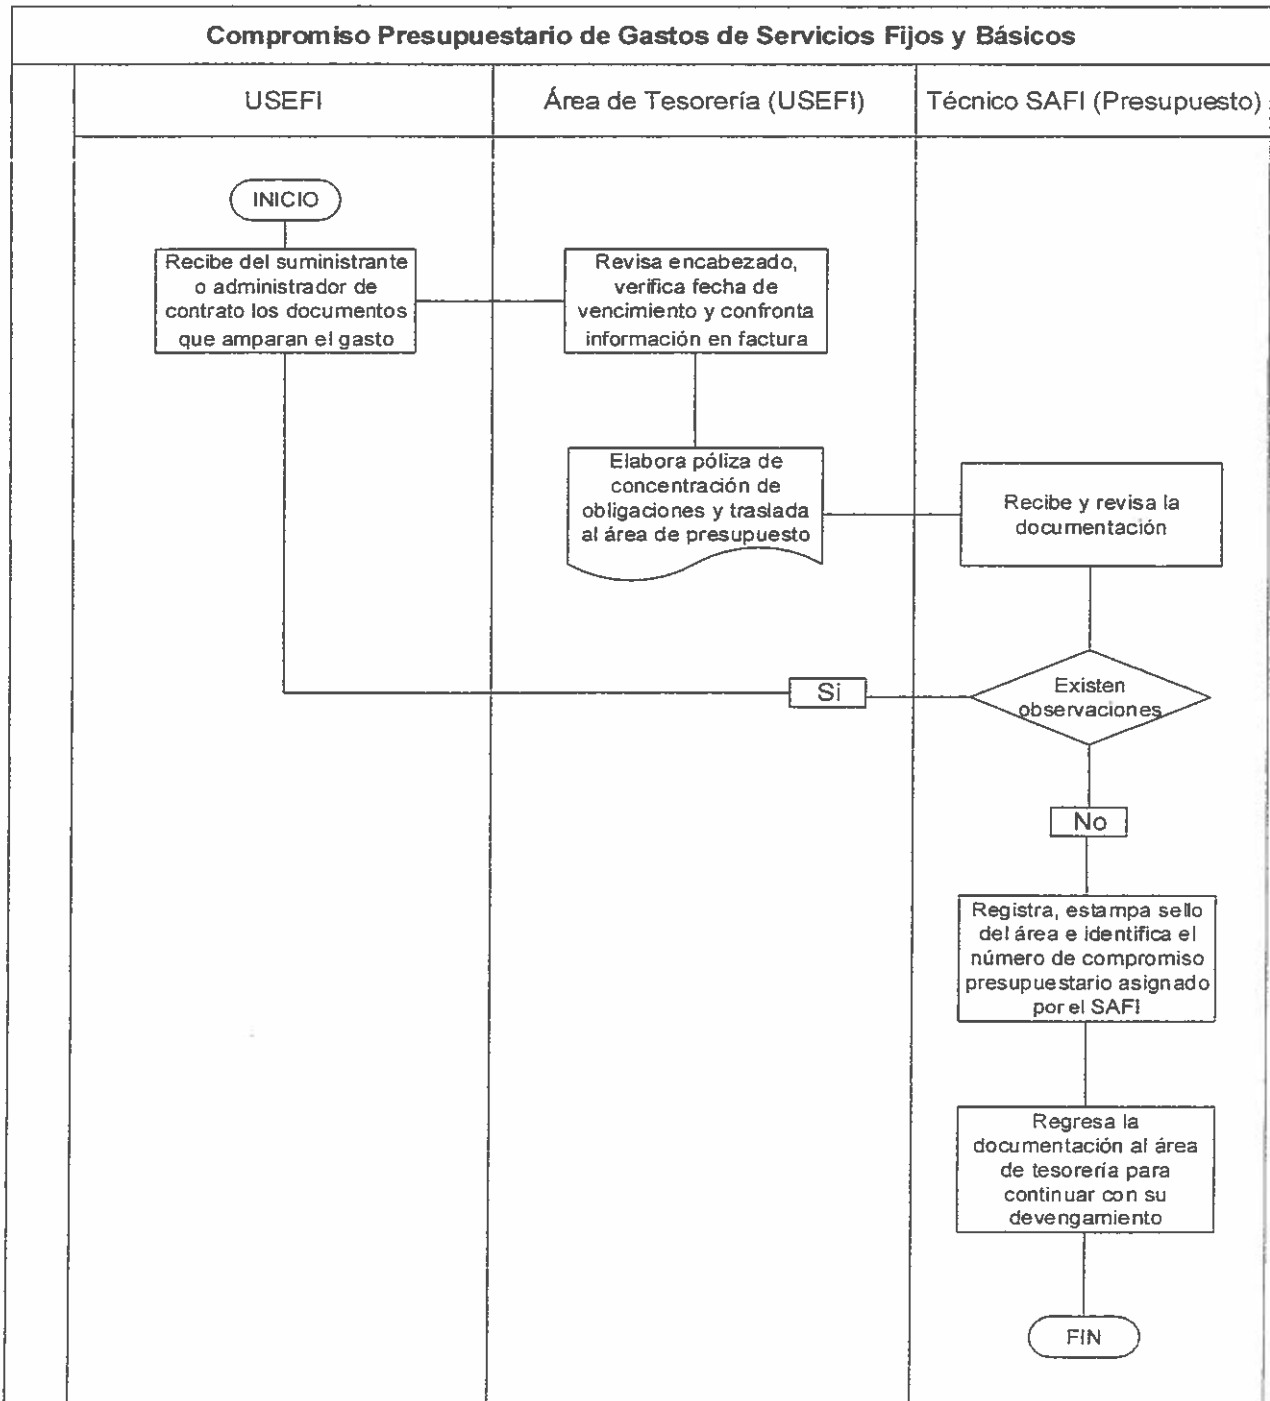 Compromiso Presupuestario de Gastos de Servicios Fijos y Básicos
USEFI
Área de Tesorería (USEFI)
Técnico SAFI (Presupuesto)
INICIO
Recibe del suministrante
o administrador de
contrato los documentos
que amparan el gasto
Revisa encabezado,
verifica fecha de
vencimiento y confronta
información en factura
Elabora póliza de
concentración de
obligaciones y traslada
al área de presupuesto
Recibe y revisa la
documentación
Existen
observaciones
Si
No
Registra, estampa sello
del área e identifica el
número de compromiso
presupuestario asignado
por el SAFI
Regresa la
documentación al área
de tesorería para
continuar con su
devengamiento
FIN